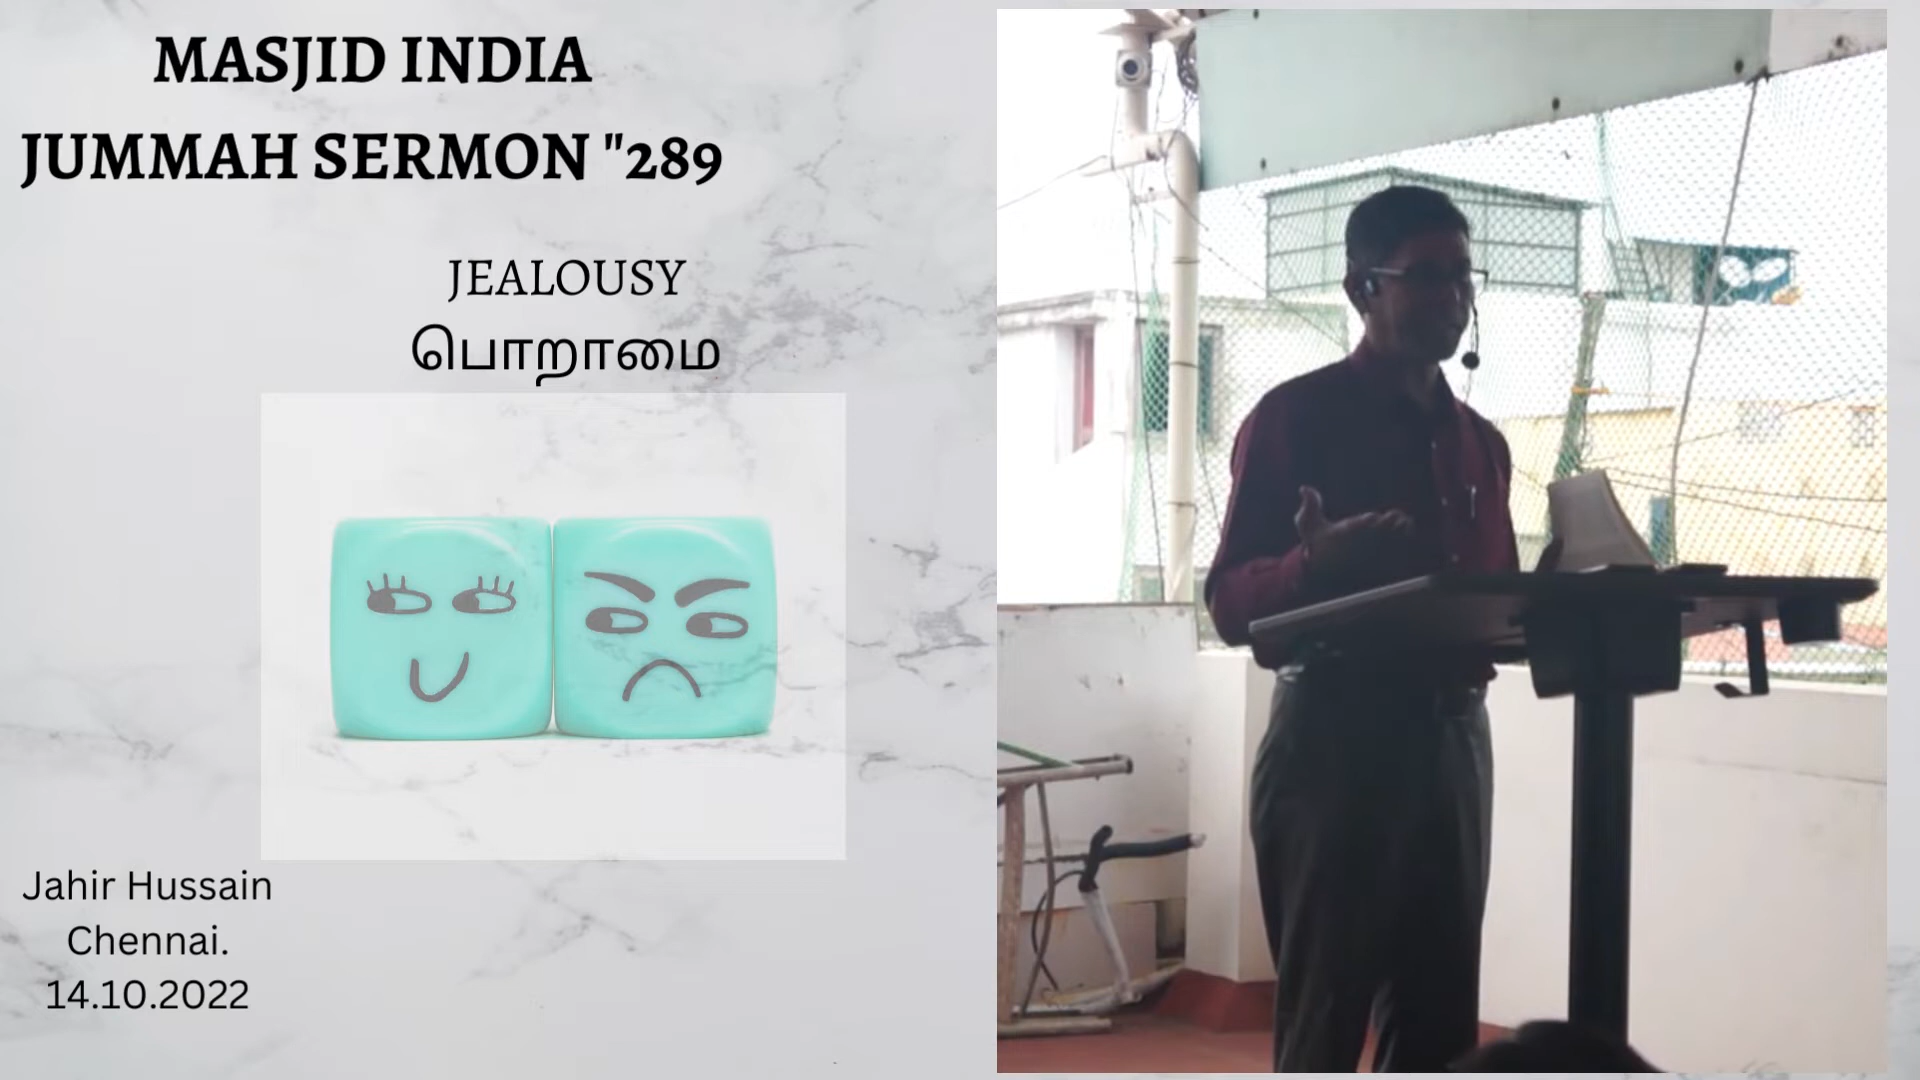 MASJID INDIA
JUMMAH SERMON "289
JEALOUSY
பொறாமை
Jahir Hussain
Chennai.
14.10.2022